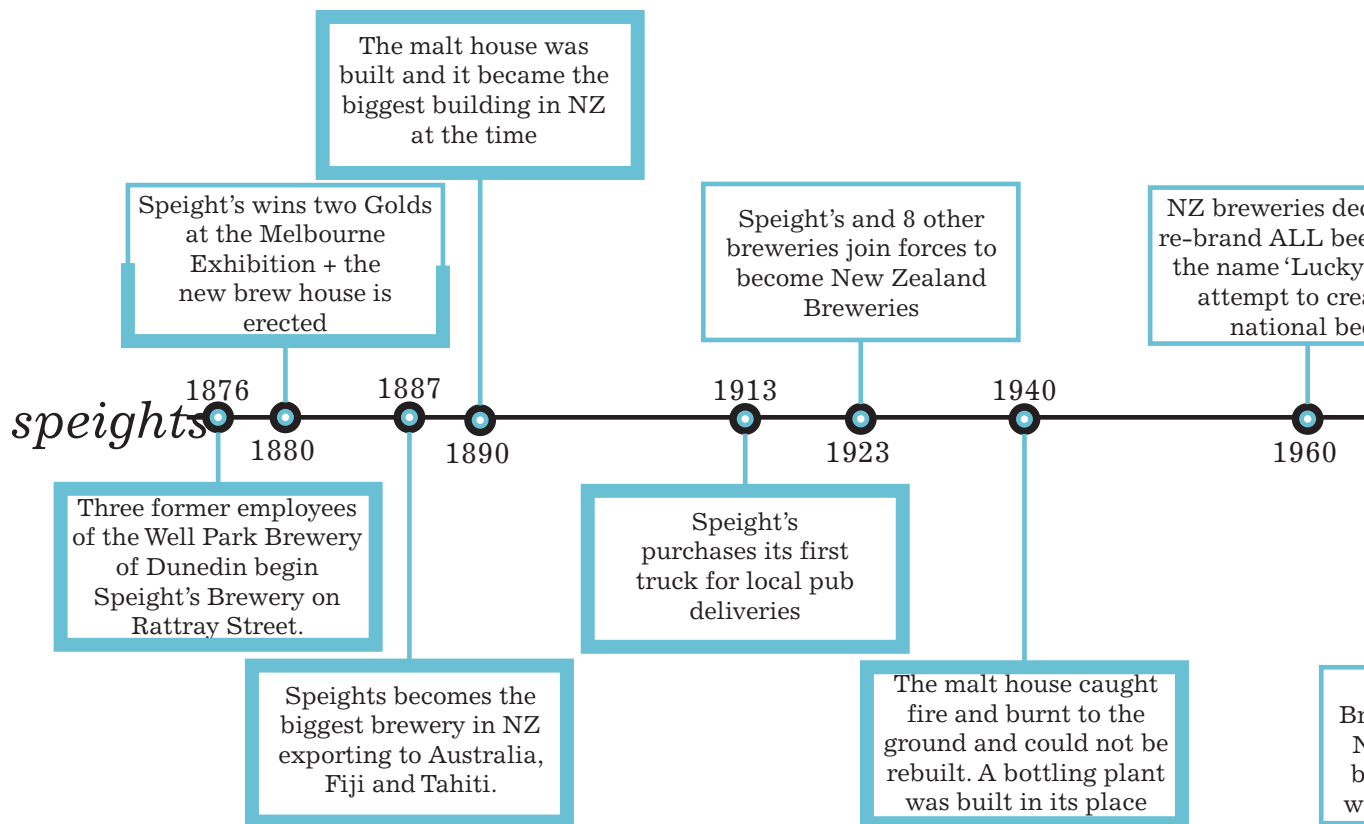 The malt house was
built and it became the
biggest building in NZ
at the time
Speight's wins two Golds
at the Melbourne
Exhibition + the
new brew house is
erected
Speight's and 8 other
breweries join forces to
become New Zealand
Breweries
NZ breweries
re-brand ALL
the name 'Lucky
attempt to
national
1876
1887
1913
1940
speights
1880
1890
1923
1960
Three former employees
of the Well Park Brewery
of Dunedin begin
Speight's Brewery on
Rattray Street.
Speight's
purchases its first
truck for local pub
deliveries
Speights becomes the
biggest brewery in NZ
exporting to Australia,
Fiji and Tahiti.
The malt house caught
fire and burnt to the
ground and could not be
rebuilt. A bottling plant
was built in its place